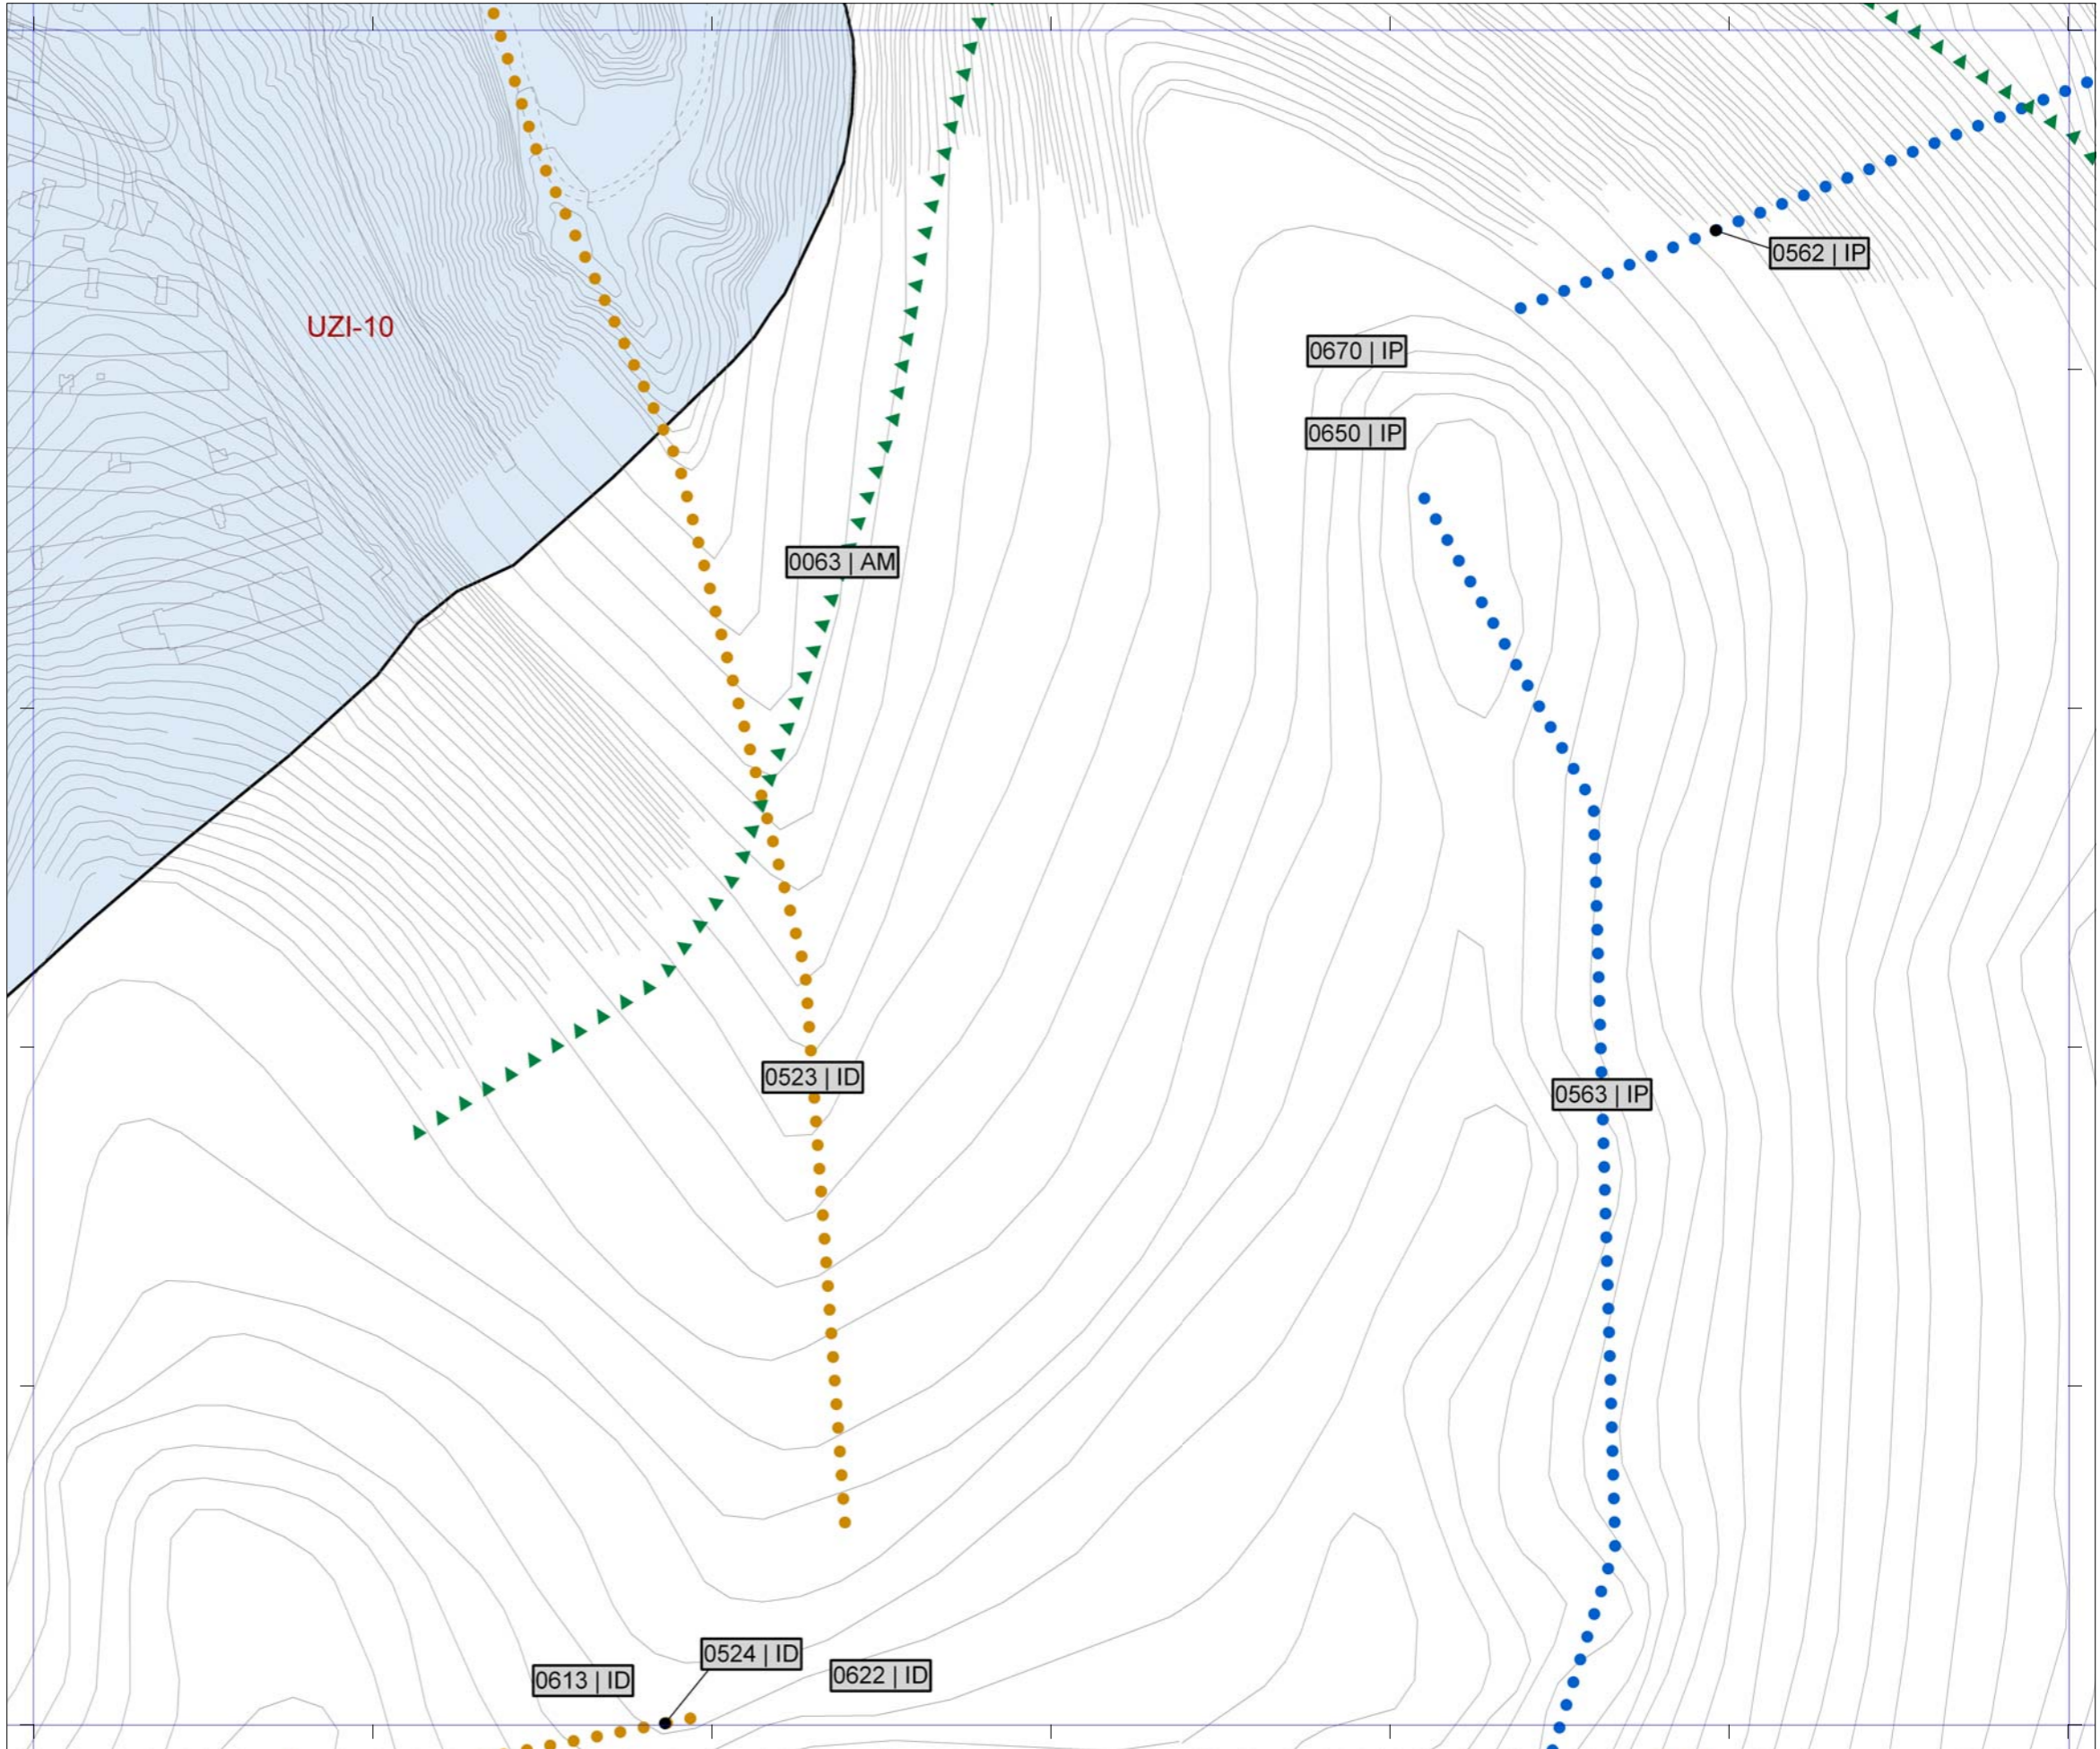 0562 | IP
UZI-10
0670 | IP
0650 | IP
0063 | AM
0523 | ID
0563 | IP
0524 | ID
0613 | ID
0622 | ID